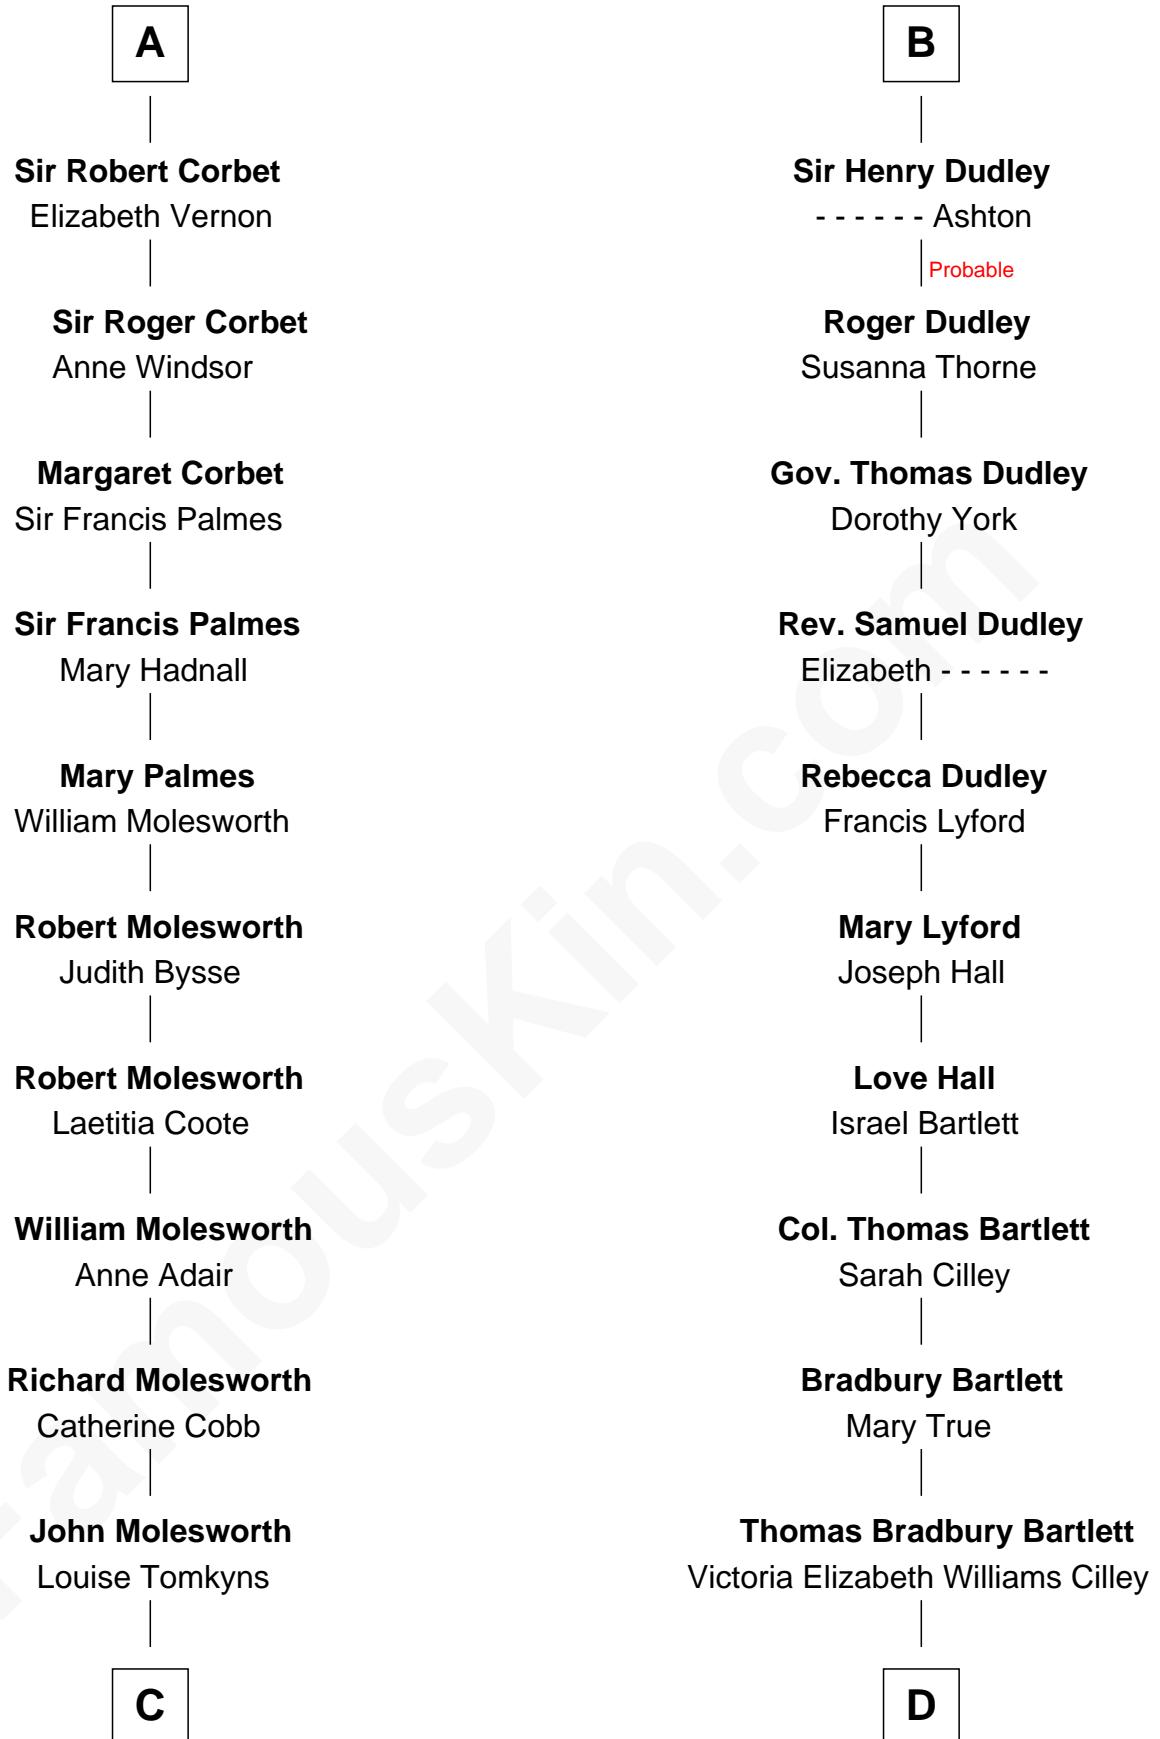 A
Sir Robert Corbet
Elizabeth Vernon
Sir Roger Corbet
Anne Windsor
Margaret Corbet
Sir Francis Palmes
Sir Francis Palmes
Mary Hadnall
Mary Palmes
William Molesworth
Robert Molesworth
Judith Bysse
Robert Molesworth
Laetitia Coote
William Molesworth
Anne Adair
Richard Molesworth
Catherine Cobb
John Molesworth
Louise Tomkyns
C
B
Sir Henry Dudley
- - - - - - Ashton
Probable
Roger Dudley
Susanna Thorne
Gov. Thomas Dudley
Dorothy York
Rev. Samuel Dudley
Elizabeth - - - - - -
Rebecca Dudley
Francis Lyford
Mary Lyford
Joseph Hall
Love Hall
Israel Bartlett
Col. Thomas Bartlett
Sarah Cilley
Bradbury Bartlett
Mary True
Thomas Bradbury Bartlett
Victoria Elizabeth Williams Cilley
D
FamousKin.com